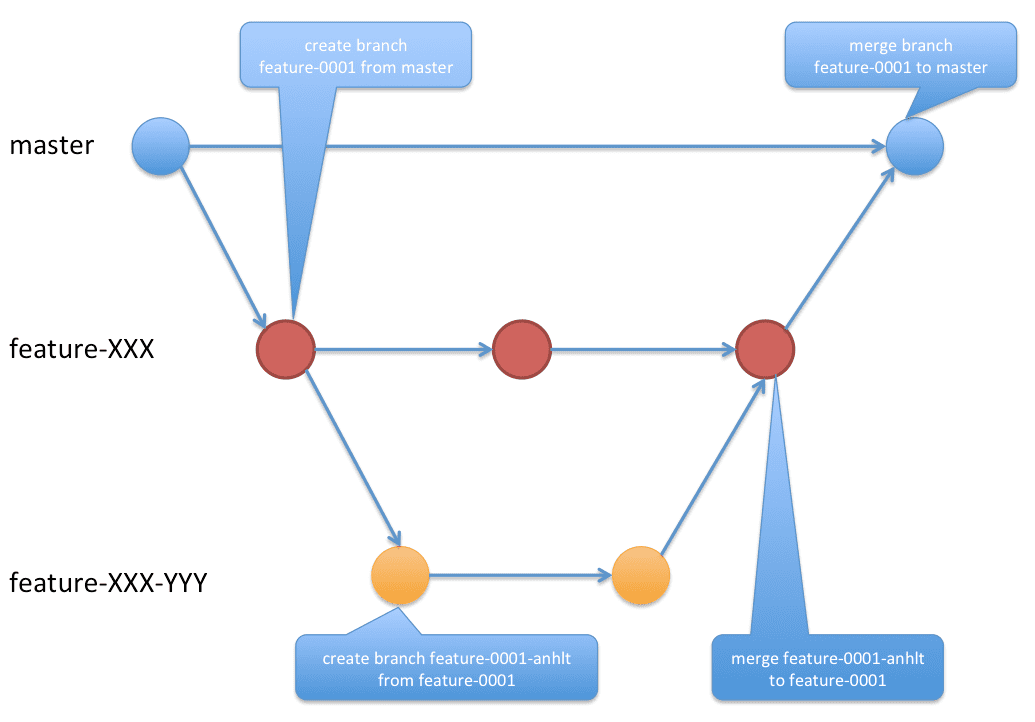 create branch
feature-0001 from master
merge branch
feature-0001 to master
master
feature-XXX
feature-XXX-YYY
create branch feature-0001-anhlt
from feature-0001
merge feature-0001-anhlt
to feature-0001